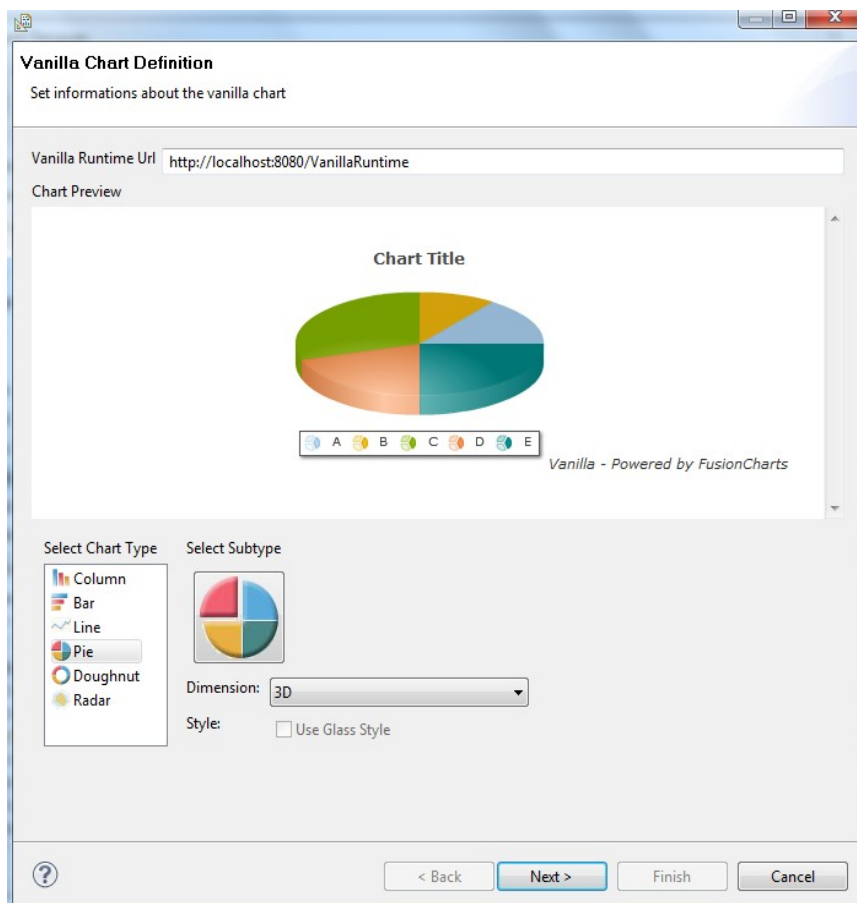 Vanilla Chart Definition
Set informations about the vanilla chart
Vanilla Runtime Url http://localhost:8080/VanillaRuntime
Chart Preview
Chart Title
A B C D E
Vanilla - Powered by FusionCharts
Select Chart Type Select Subtype
Column
Bar
Line
Pie
Doughnut
Radar
Dimension: 3D
Style: Use Glass Style
? < Back Next > Finish Cancel